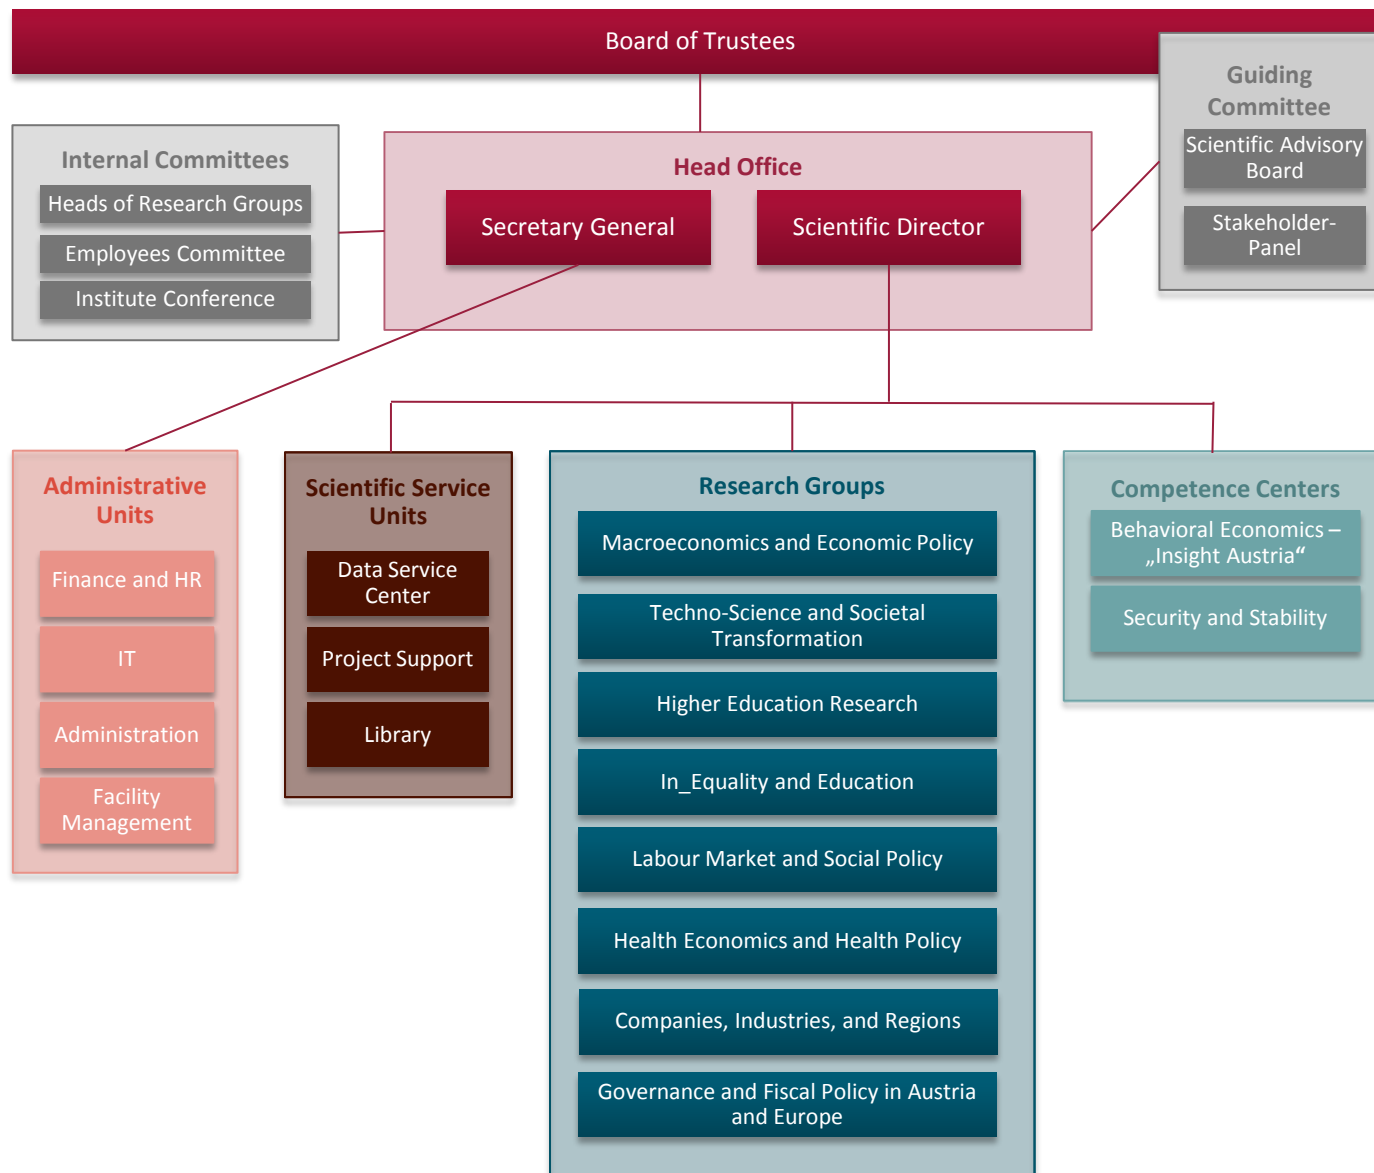 Board of Trustees
Guiding
Committee
Scientific Advisory
Board
Stakeholder-
Panel
Internal Committees
Heads of Research Groups
Employees Committee
Institute Conference
Head Office
Secretary General
Scientific Director
Administrative
Units
Finance and HR
IT
Administration
Facility
Management
Scientific Service
Units
Data Service
Center
Project Support
Library
Research Groups
Macroeconomics and Economic Policy
Techno-Science and Societal
Transformation
Higher Education Research
In_Equality and Education
Labour Market and Social Policy
Health Economics and Health Policy
Companies, Industries, and Regions
Governance and Fiscal Policy in Austria
and Europe
Competence Centers
Behavioral Economics –
„Insight Austria“
Security and Stability